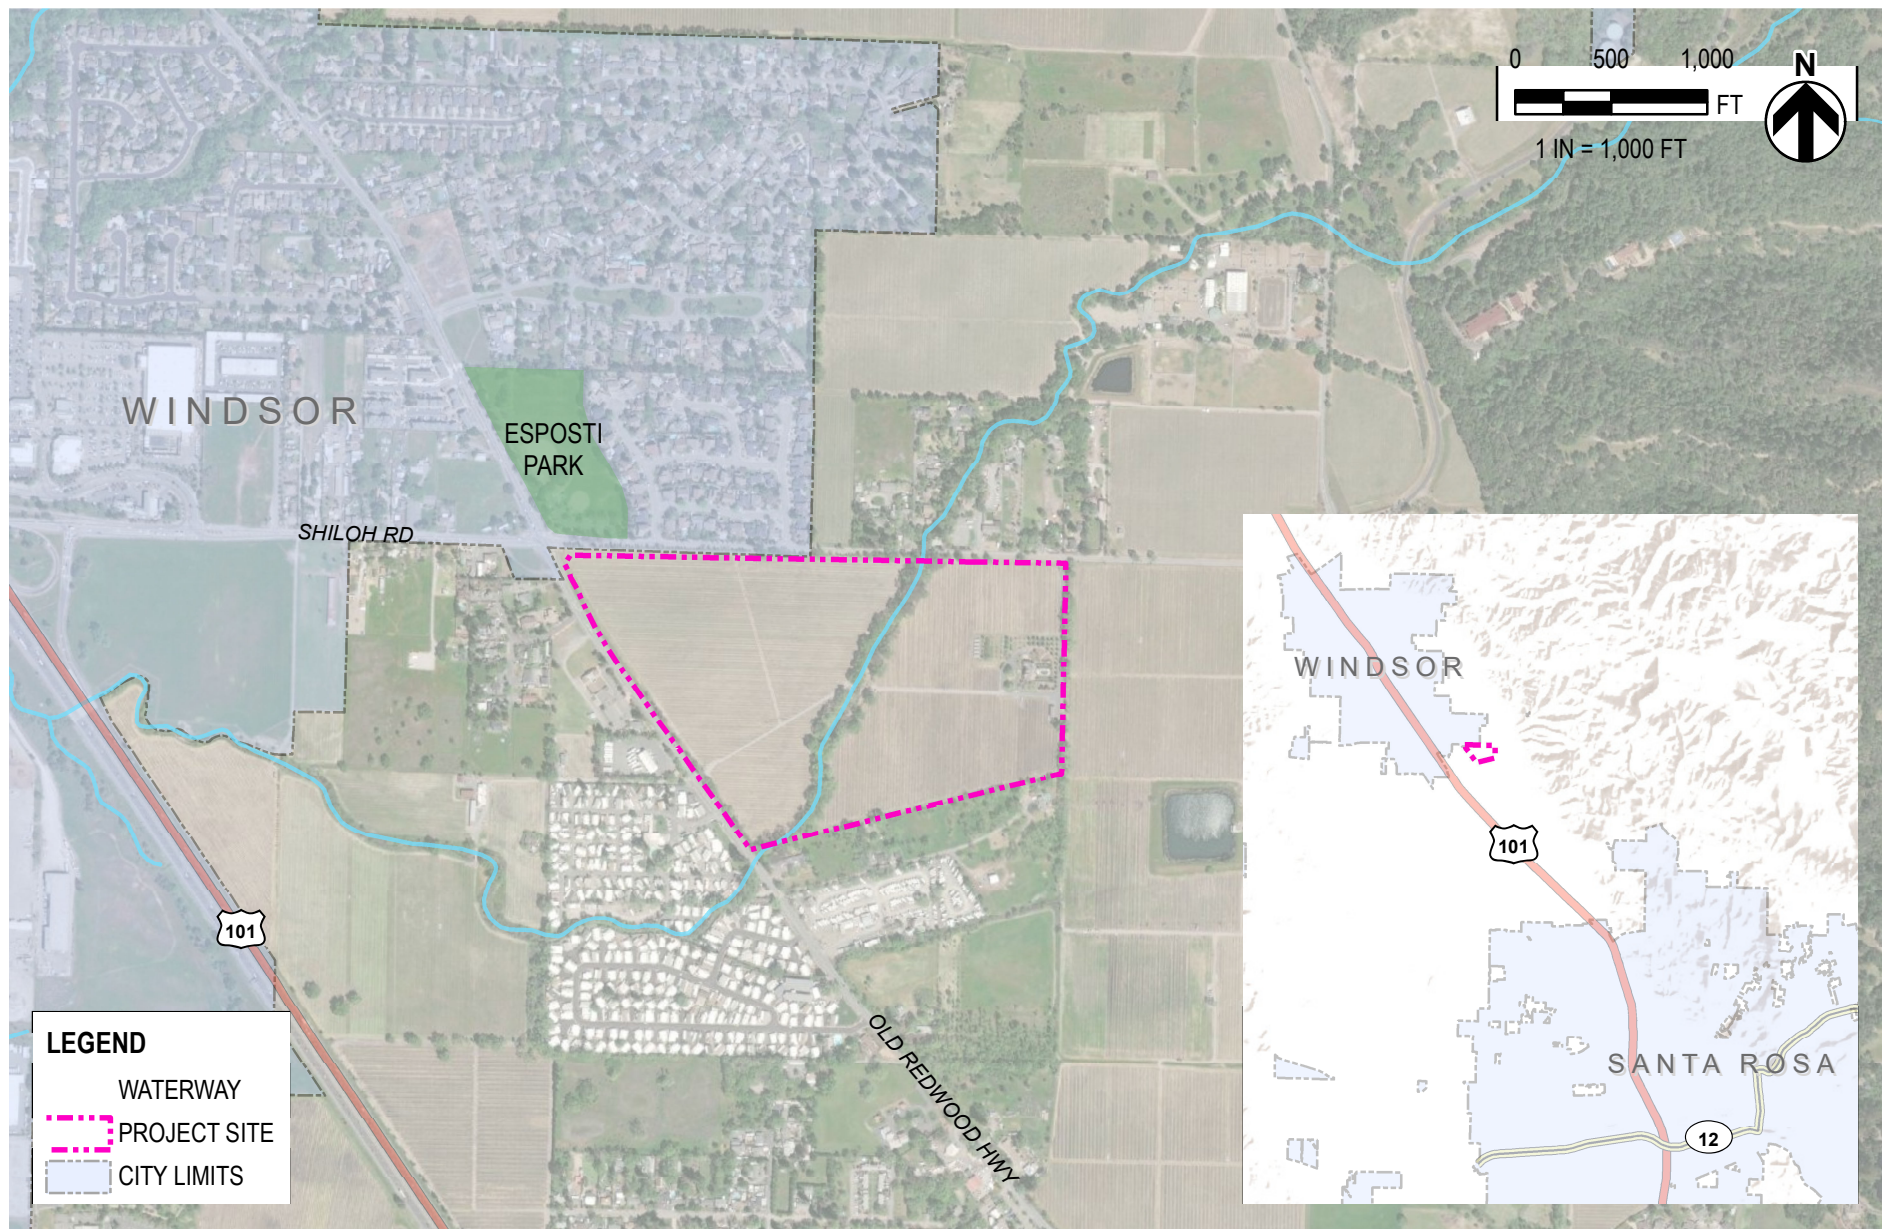 0 500 1,000
N
FT
1 IN = 1,000 FT
WINDSOR
ESPOSTI
PARK
SHILOH RD
WINDSOR
101
101
OLD REDWOOD HWY
SANTA ROSA
12
LEGEND
WATERWAY
PROJECT SITE
CITY LIMITS